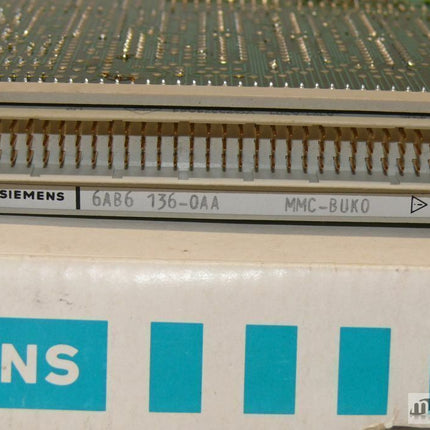 SIEMENS 6AB6 136-0AA MMC-BUKO
NS